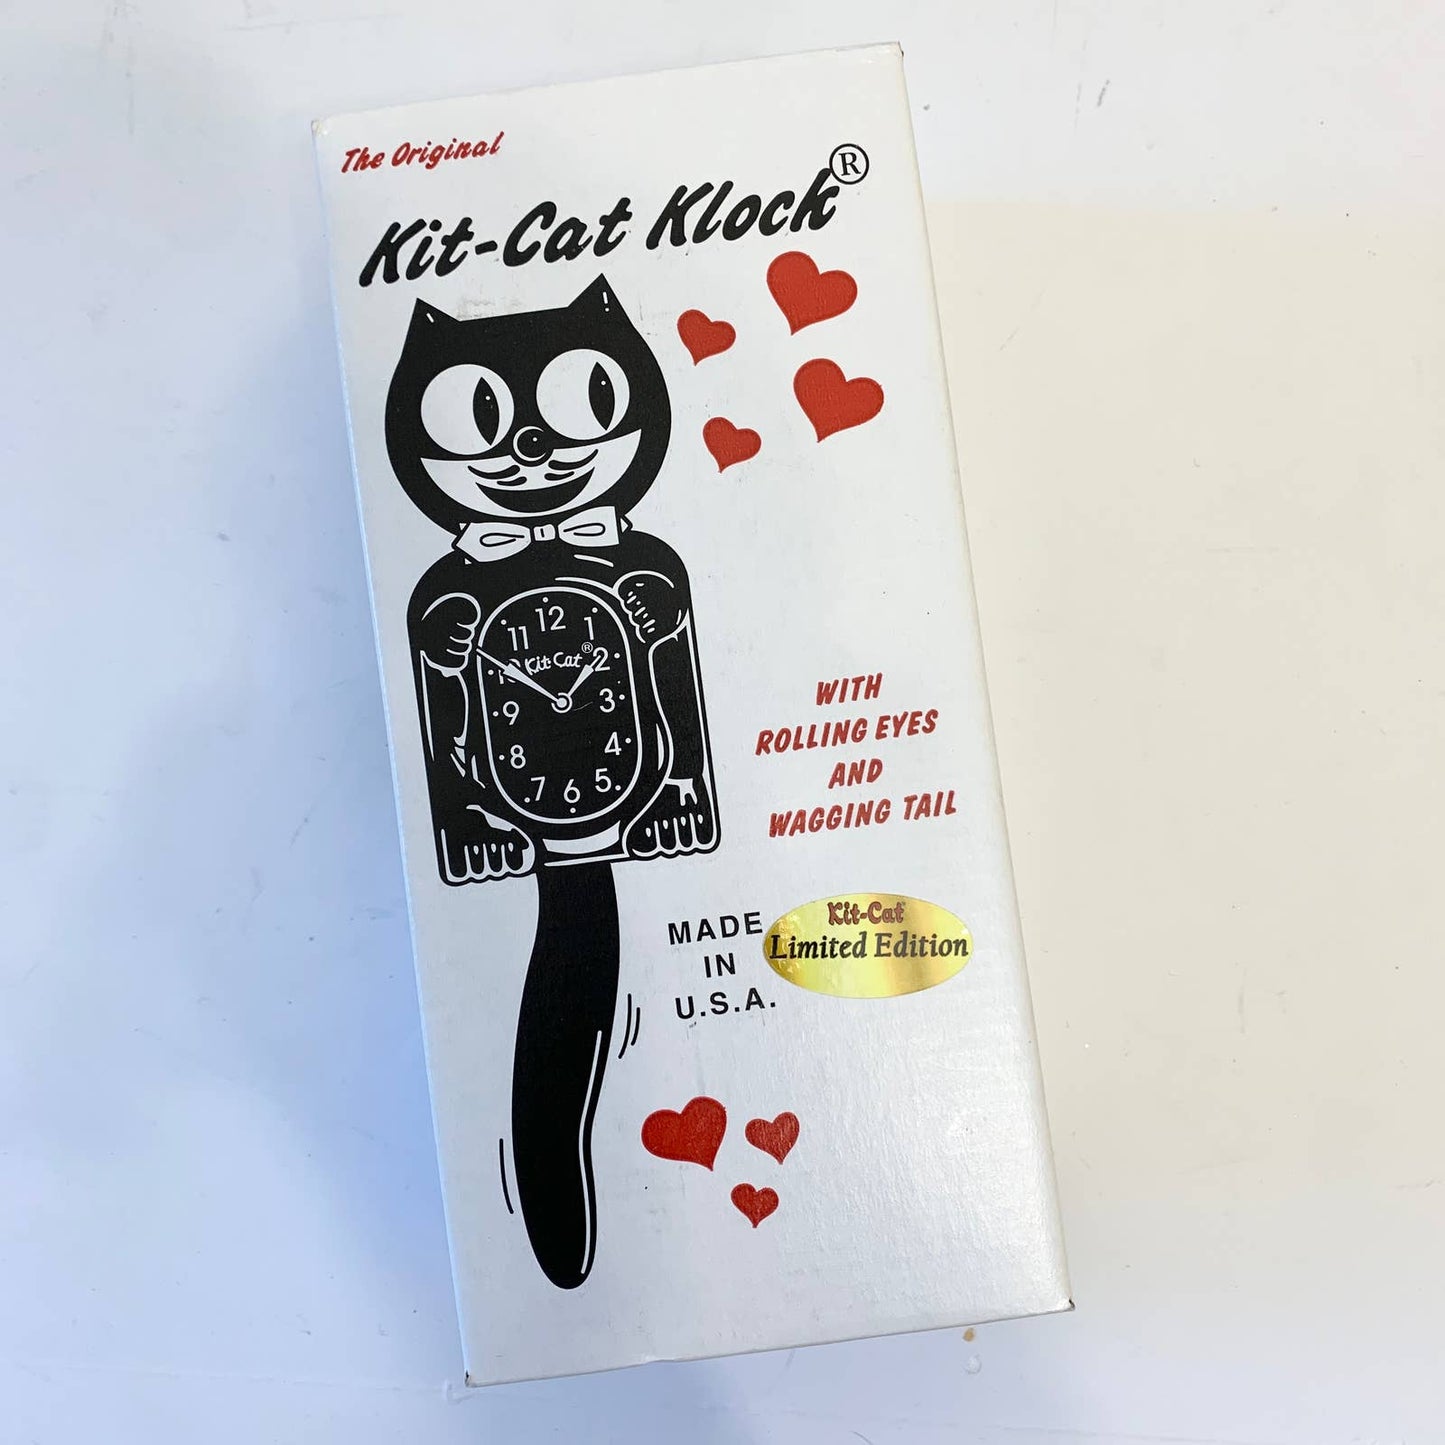 The Original
Kit-Cat Klock®
12
11
1
10
Kit-Cat®
2
9
3
8
4
7
5
6
WITH
ROLLING EYES
AND
WAGGING TAIL
MADE
IN
U.S.A.
Kit-Cat®
Limited Edition